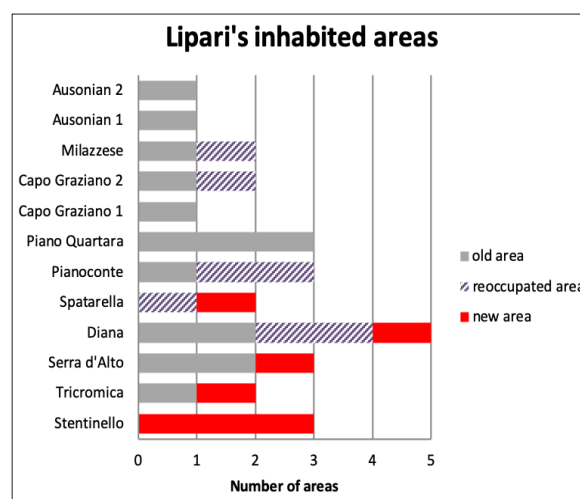 Lipari's inhabited areas
Ausonian 2
Ausonian 1
Milazzese
Capo Graziano 2
Capo Graziano 1
Piano Quartara
Pianoconte
Spatarella
Diana
Serra d'Alto
Tricromica
Stentinello
old area
reoccupated area
new area
0 1 2 3 4 5
Number of areas